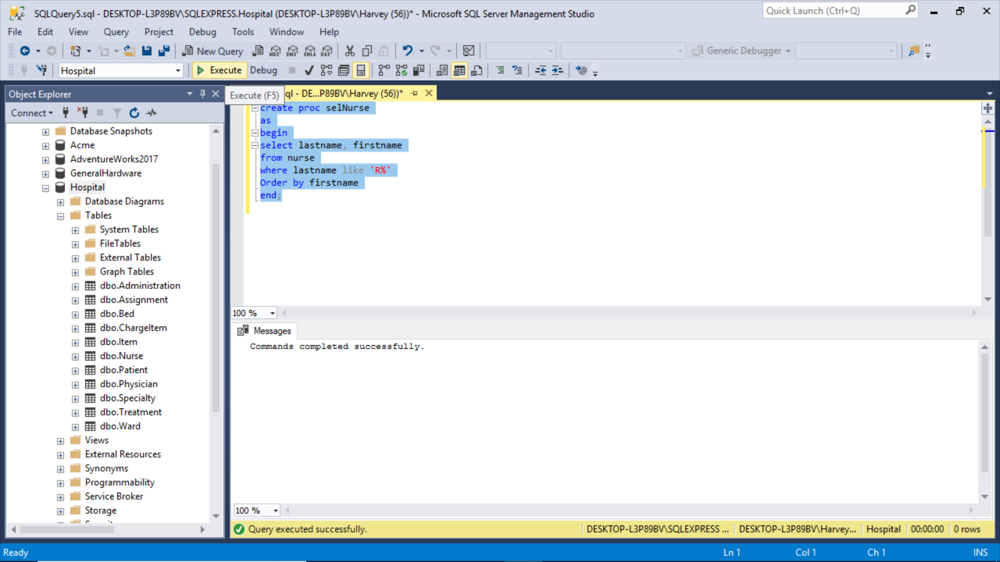 SQLQuery5.sql - DESKTOP-L3P89BV\SQLEXPRESS.Hospital (DESKTOP-L3P89BV\Harvey (56))* - Microsoft SQL Server Management Studio
Quick Launch (Ctrl+Q)
File Edit View Query Project Debug Tools Window Help
New Query MDX DMX XMLA DAX Generic Debugger
Hospital Execute Debug
Object Explorer
Execute (F5)
ql - DE...P89BV\Harvey (56))*
Connect
Database Snapshots
Acme
AdventureWorks2017
GeneralHardware
Hospital
Database Diagrams
Tables
System Tables
FileTables
External Tables
Graph Tables
dbo.Administration
dbo.Assignment
dbo.Bed
dbo.ChargeItem
dbo.Item
dbo.Nurse
dbo.Patient
dbo.Physician
dbo.Specialty
dbo.Treatment
dbo.Ward
Views
External Resources
Synonyms
Programmability
Service Broker
Storage
create proc selNurse
as
begin
select lastname, firstname
from nurse
where lastname like 'R%'
Order by firstname
end;
100 %
Messages
Commands completed successfully.
100 %
Query executed successfully. DESKTOP-L3P89BV\SQLEXPRESS ... DESKTOP-L3P89BV\Harvey... Hospital 00:00:00 0 rows
Ready Ln 1 Col 1 Ch 1 INS